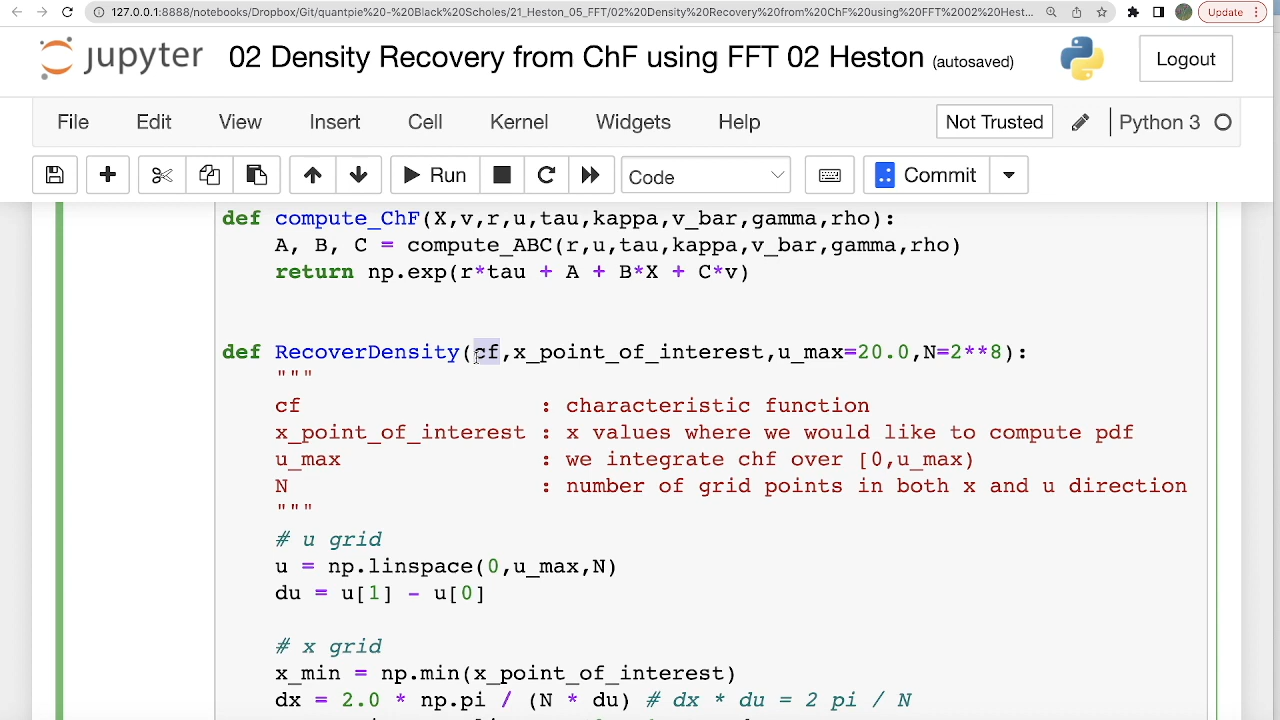 127.0.0.1:8888/notebooks/Dropbox/Git/quantpie%20-%20Black%20Scholes/21_Heston_05_FFT/02%20Density%20Recovery%20from%20ChF%20using%20FFT%2002%20Hest...
Update
jupyter 02 Density Recovery from ChF using FFT 02 Heston (autosaved)
Logout
File Edit View Insert Cell Kernel Widgets Help Not Trusted Python 3
Run Code Commit
def compute_ChF(X,v,r,u,tau,kappa,v_bar,gamma,rho):
A, B, C = compute_ABC(r,u,tau,kappa,v_bar,gamma,rho)
return np.exp(r*tau + A + B*X + C*v)
def RecoverDensity(cf,x_point_of_interest,u_max=20.0,N=2**8):
"""
cf : characteristic function
x_point_of_interest : x values where we would like to compute pdf
u_max : we integrate chf over [0,u_max)
N : number of grid points in both x and u direction
"""
# u grid
u = np.linspace(0,u_max,N)
du = u[1] - u[0]
# x grid
x_min = np.min(x_point_of_interest)
dx = 2.0 * np.pi / (N * du) # dx * du = 2 pi / N